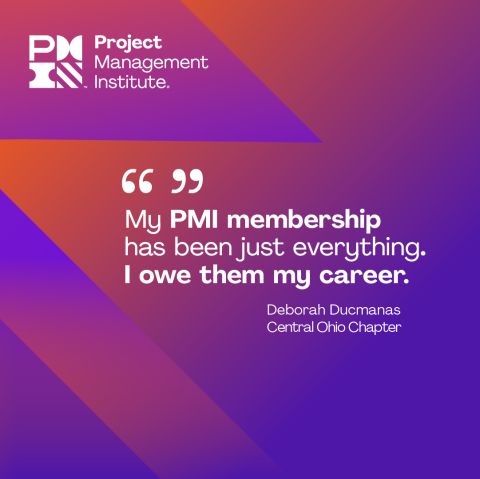 Project
Management
Institute®
“ ”
My PMI membership
has been just everything.
I owe them my career.
Deborah Ducmanas
Central Ohio Chapter